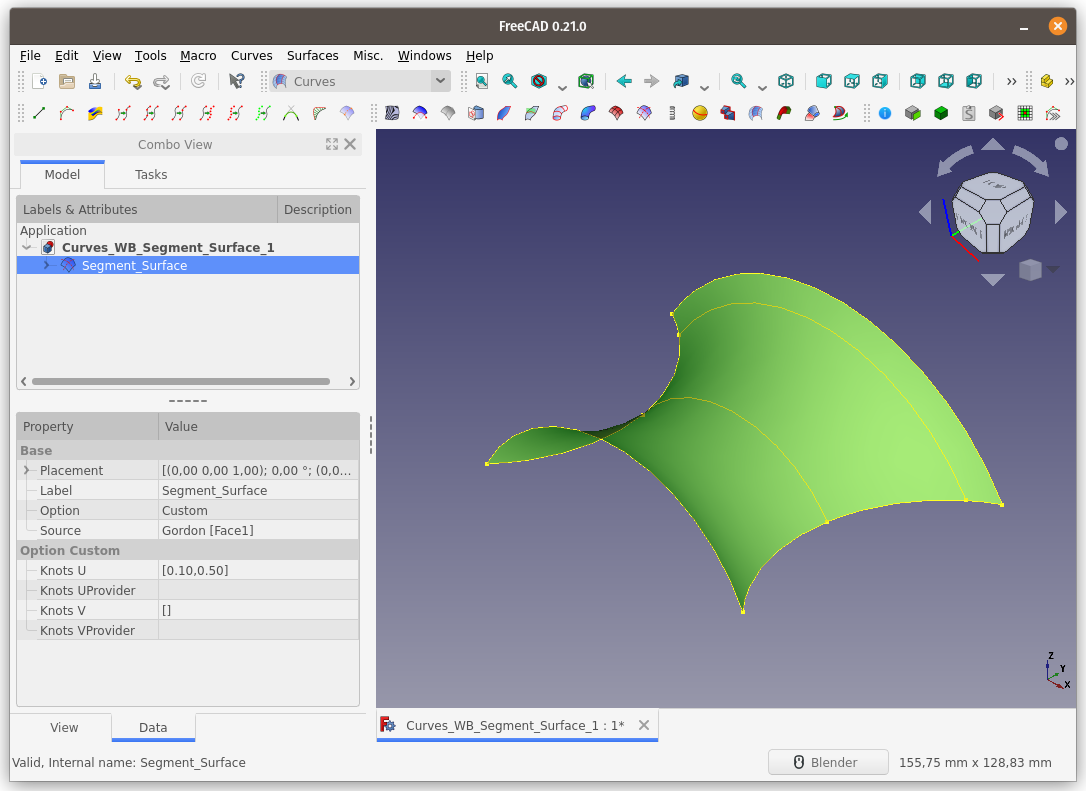 FreeCAD 0.21.0
File Edit View Tools Macro Curves Surfaces Misc. Windows Help
Curves
Combo View
Model Tasks
Labels & Attributes Description
Application
Curves_WB_Segment_Surface_1
Segment_Surface
Property Value
Base
Placement [(0,00 0,00 1,00); 0,00 °; (0,0...
Label Segment_Surface
Option Custom
Source Gordon [Face1]
Option Custom
Knots U [0.10,0.50]
Knots UProvider
Knots V []
Knots VProvider
View Data
Z
Y
X
Curves_WB_Segment_Surface_1 : 1*
Valid, Internal name: Segment_Surface
Blender 155,75 mm x 128,83 mm